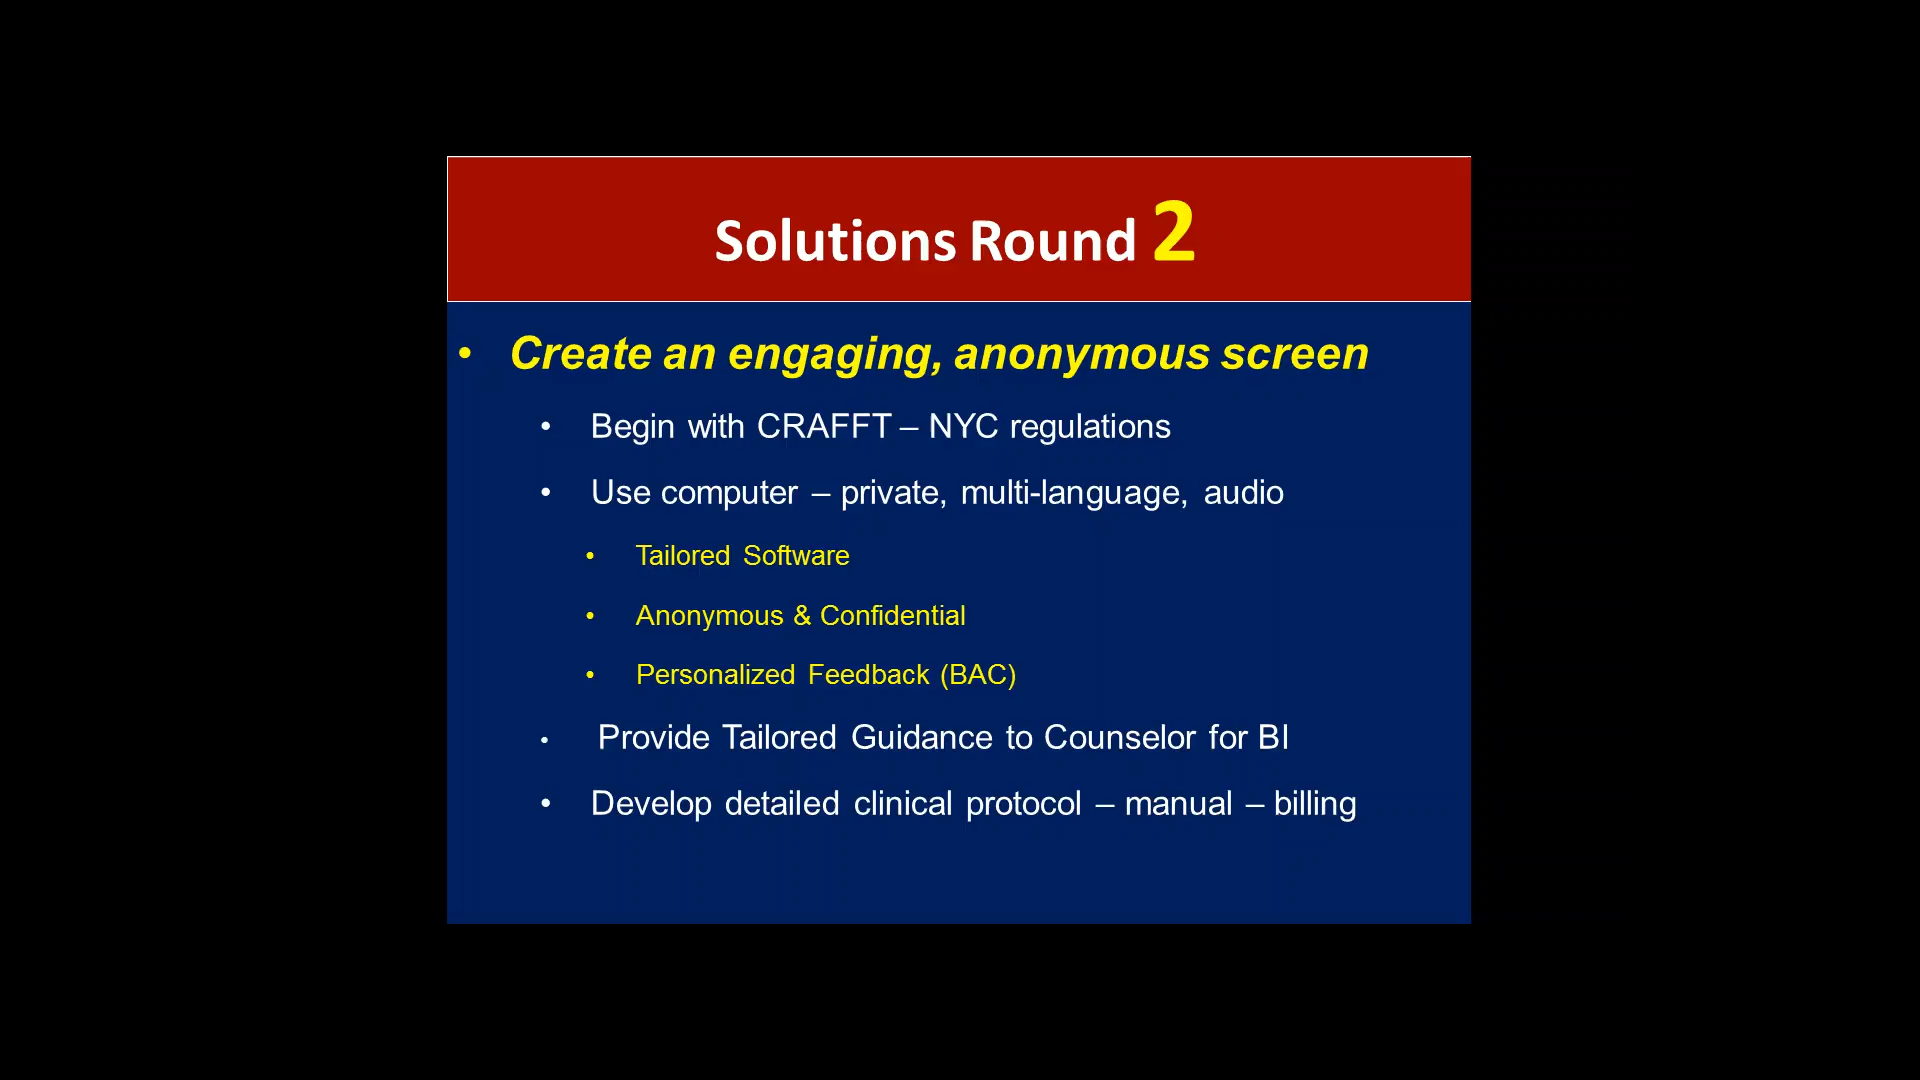 Solutions Round 2
• Create an engaging, anonymous screen
• Begin with CRAFFT – NYC regulations
• Use computer – private, multi-language, audio
• Tailored Software
• Anonymous & Confidential
• Personalized Feedback (BAC)
• Provide Tailored Guidance to Counselor for BI
• Develop detailed clinical protocol – manual – billing